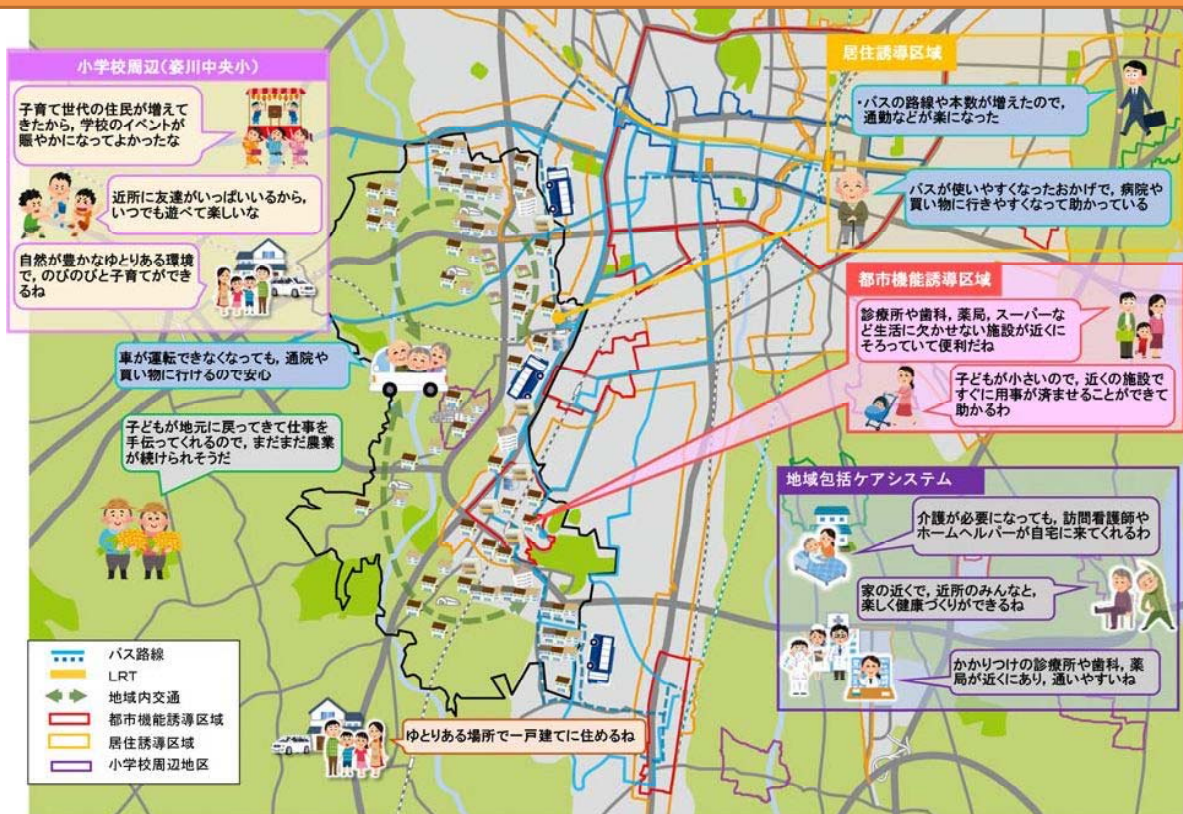 小学校周辺(姿川中央小)
子育て世代の住民が増えて
きたから,学校のイベントが
賑やかになってよかったな
近所に友達がいっぱいいるから,
いつでも遊べて楽しいな
自然が豊かなゆとりある環境
で,のびのびと子育てができ
るね
車が運転できなくなっても,通院や
買い物に行けるので安心
子どもが地元に戻ってきて仕事を
手伝ってくれるので,まだまだ農業
が続けられそうだ
居住誘導区域
・バスの路線や本数が増えたので,
通勤などが楽になった
バスが使いやすくなったおかげで,病院や
買い物に行きやすくなって助かっている
都市機能誘導区域
診療所や歯科,薬局,スーパーな
ど生活に欠かせない施設が近くに
そろっていて便利だね
子どもが小さいので,近くの施設で
すぐに用事が済ませることができて
助かるわ
地域包括ケアシステム
介護が必要になっても,訪問看護師や
ホームヘルパーが自宅に来てくれるわ
家の近くで,近所のみんなと,
楽しく健康づくりができるね
かかりつけの診療所や歯科,薬
局が近くにあり,通いやすいね
ゆとりある場所で一戸建てに住めるね
バス路線
LRT
地域内交通
都市機能誘導区域
居住誘導区域
小学校周辺地区